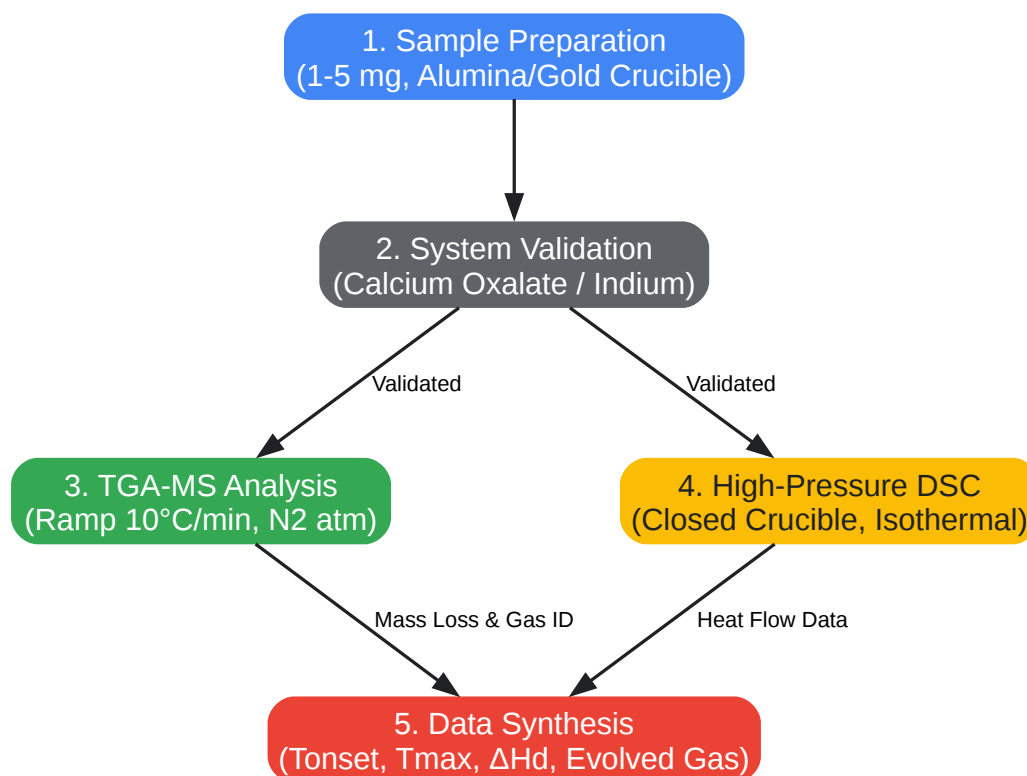 1. Sample Preparation
(1-5 mg, Alumina/Gold Crucible)
2. System Validation
(Calcium Oxalate / Indium)
Validated
Validated
3. TGA-MS Analysis
(Ramp 10°C/min, N2 atm)
4. High-Pressure DSC
(Closed Crucible, Isothermal)
Mass Loss & Gas ID
Heat Flow Data
5. Data Synthesis
(Tonset, Tmax, ΔHd, Evolved Gas)